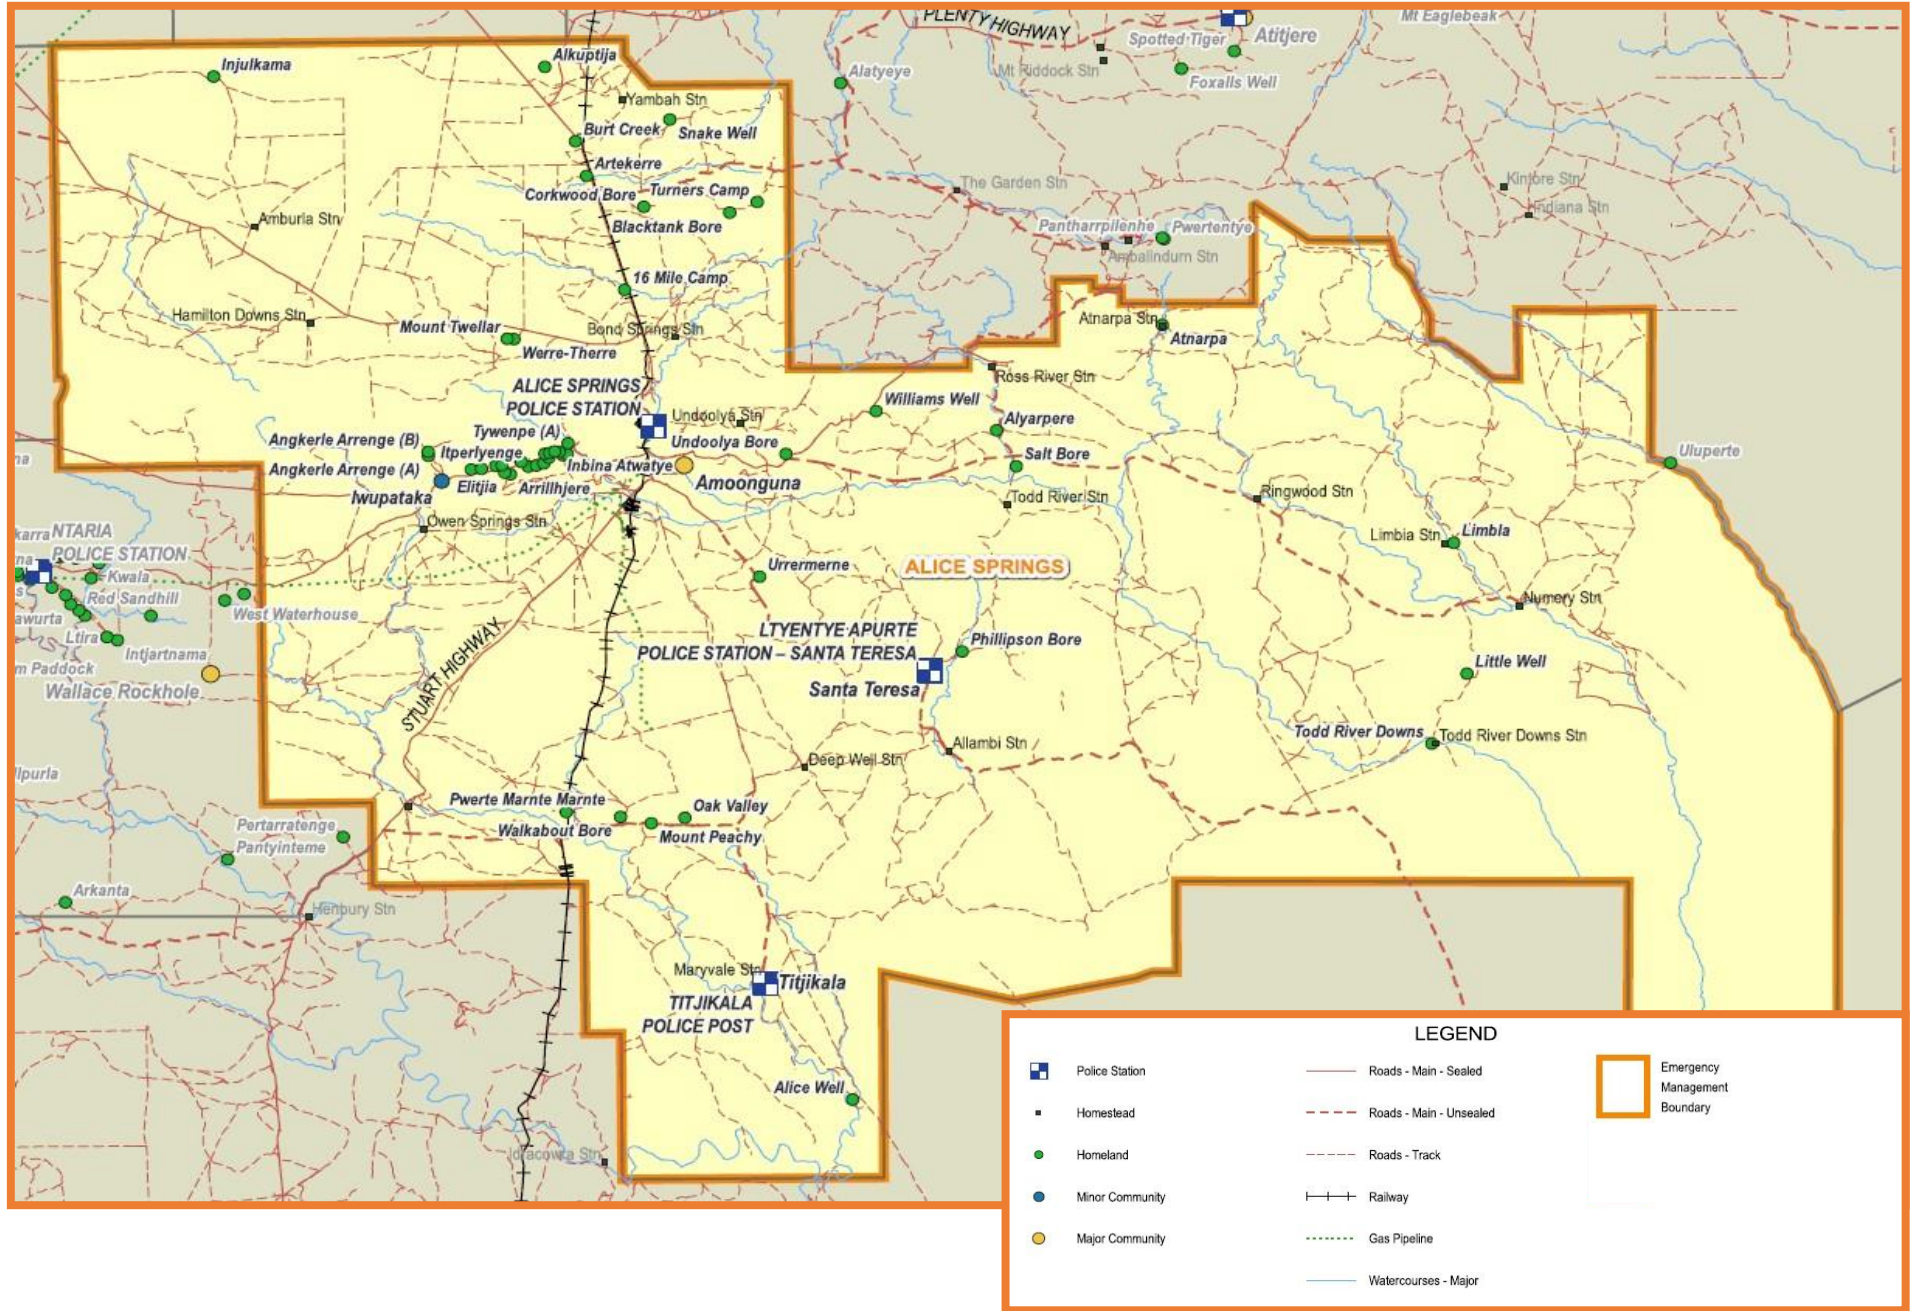 PLENTY HIGHWAY
Mt Eaglebeak
Spotted Tiger
Atitjere
Injulkama
Alkuptija
Alatyeye
Mt Riddock Stn
Foxalls Well
Yambah Stn
Burt Creek
Snake Well
Artekerre
Corkwood Bore
Turners Camp
The Garden Stn
Kintore Stn
Indiana Stn
Amburla Stn
Blacktank Bore
Pantharrpilenhe
Pwertentye
Ambalindurn Stn
16 Mile Camp
Hamilton Downs Stn
Mount Twellar
Bond Springs Stn
Atnarpa Stn
Atnarpa
Werre-Therre
ALICE SPRINGS
POLICE STATION
Ross River Stn
Williams Well
Undoolya Stn
Alyarpere
Angkerle Arrenge (B)
Tywenpe (A)
Undoolya Bore
Itperlyenge
Salt Bore
Uluperte
na
Angkerle Arrenge (A)
Inbina Atwatye
Elitjia
Arrillhjere
Amoonguna
Iwupataka
Todd River Stn
Ringwood Stn
Owen Springs Stn
karra
NTARIA
POLICE STATION
na
Limbia Stn
Limbla
Kwala
s
Urrermerne
ALICE SPRINGS
Red Sandhill
West Waterhouse
Numery Stn
awurta
Ltira
LTYENTYE APURTE
POLICE STATION – SANTA TERESA
Phillipson Bore
Intjartnama
m Paddock
Wallace Rockhole
STUART HIGHWAY
Santa Teresa
Little Well
Todd River Downs
Todd River Downs Stn
Allambi Stn
Deep Well Stn
llpurla
Pwerte Marnte Marnte
Oak Valley
Walkabout Bore
Mount Peachy
Pertarratenge
Pantyinteme
Arkanta
Henbury Stn
Maryvale Stn
Titjikala
TITJIKALA
POLICE POST
Alice Well
Idracowra Stn
LEGEND
Police Station
Homestead
Homeland
Minor Community
Major Community
Roads - Main - Sealed
Roads - Main - Unsealed
Roads - Track
Railway
Gas Pipeline
Watercourses - Major
Emergency
Management
Boundary